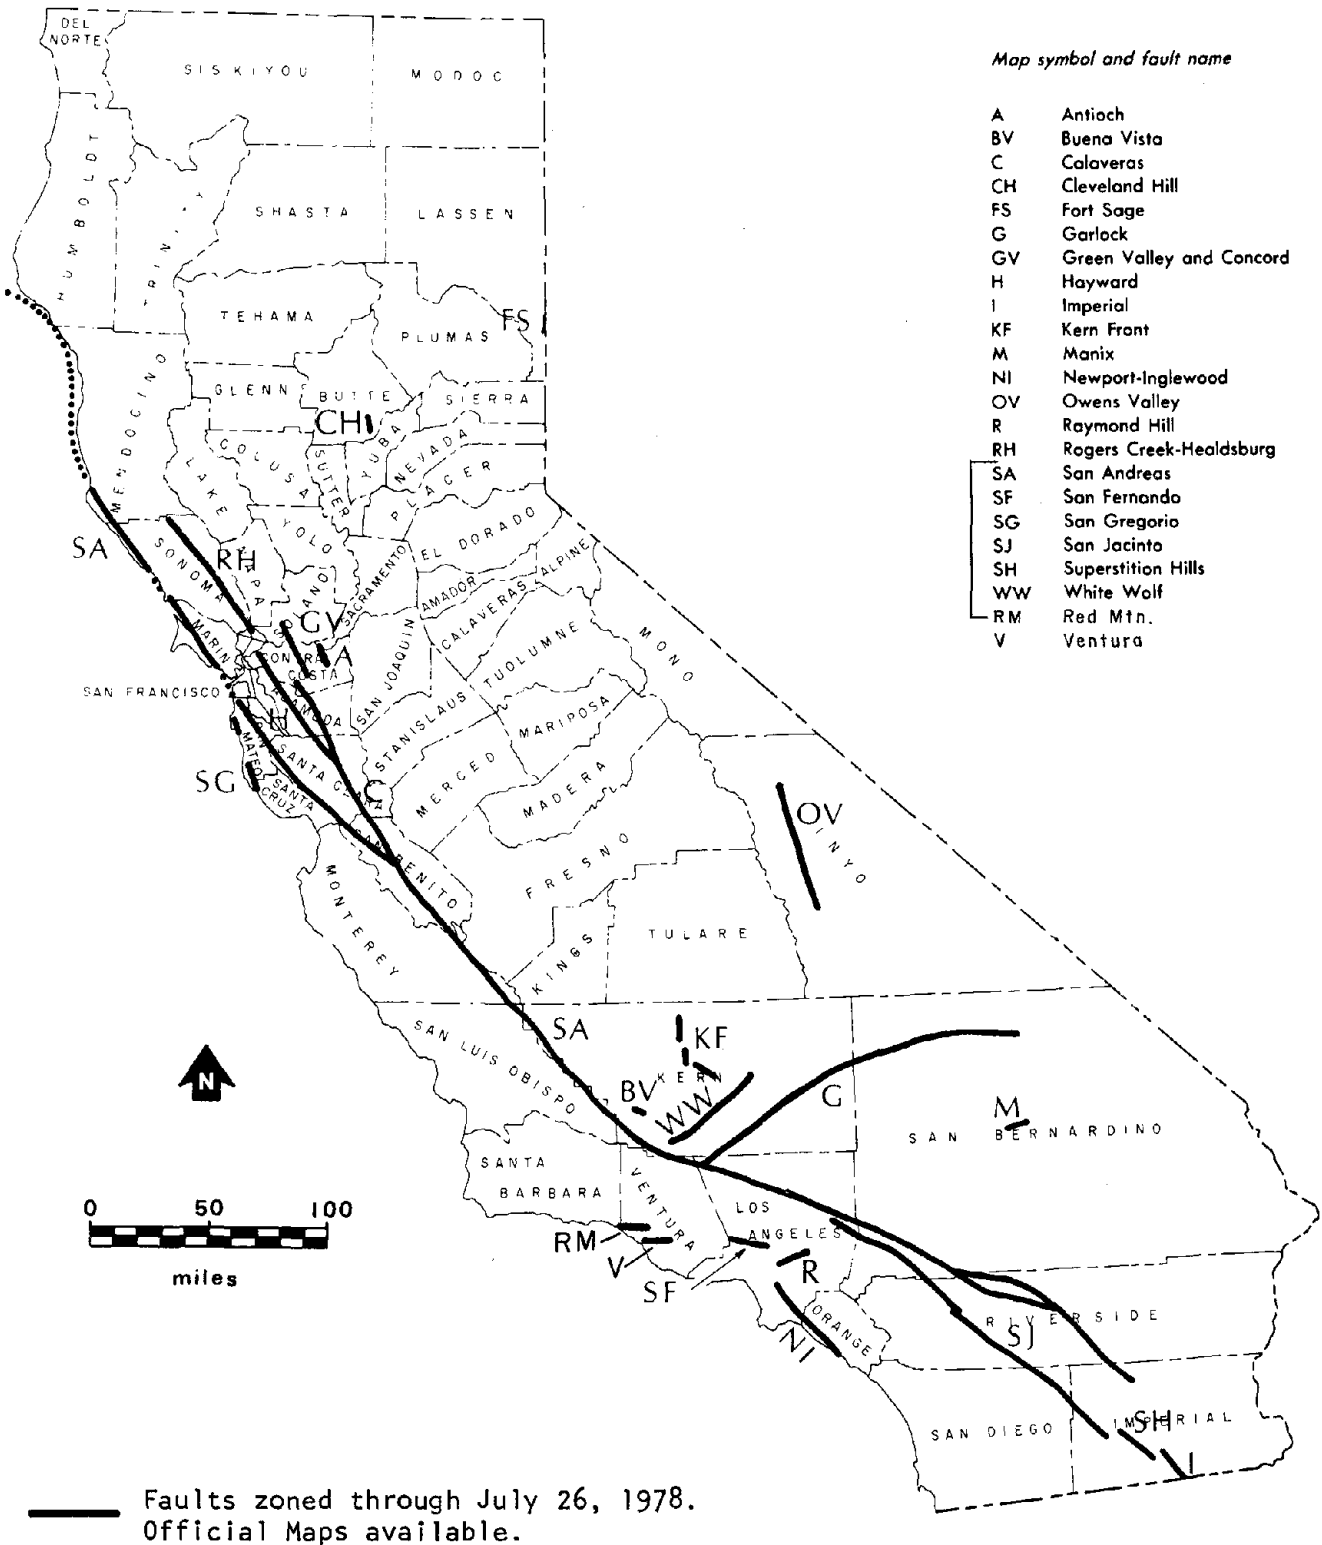 Map symbol and fault name
A Antioch
BV Buena Vista
C Calaveras
CH Cleveland Hill
FS Fort Sage
G Garlock
GV Green Valley and Concord
H Hayward
I Imperial
KF Kern Front
M Manix
NI Newport-Inglewood
OV Owens Valley
R Raymond Hill
RH Rogers Creek-Healdsburg
SA San Andreas
SF San Fernando
SG San Gregorio
SJ San Jacinto
SH Superstition Hills
WW White Wolf
RM Red Mtn.
V Ventura
DEL
NORTE
SISKIYOU
MODOC
HUMBOLDT
TRINITY
SHASTA
LASSEN
TEHAMA
PLUMAS
FS
MENDOCINO
GLENN
BUTTE
SIERRA
CH
LAKE
COLUSA
SUTTER
YUBA
NEVADA
PLACER
SA
SONOMA
RH
NAPA
YOLO
SOLANO
SACRAMENTO
EL DORADO
AMADOR
ALPINE
CALAVERAS
GV
A
MARIN
CONTRA
COSTA
SAN JOAQUIN
TUOLUMNE
MONO
SAN FRANCISCO
H
ALAMEDA
STANISLAUS
MARIPOSA
SAN
MATEO
SG
SANTA CLARA
C
SANTA
CRUZ
MERCED
MADERA
OV
INYO
SAN BENITO
FRESNO
MONTEREY
KINGS
TULARE
SA
SAN LUIS OBISPO
KF
KERN
BV
WW
G
M
SAN BERNARDINO
N
SANTA
BARBARA
VENTURA
LOS
ANGELES
0 50 100
miles
RM
V
SF
R
NI
ORANGE
RIVERSIDE
SJ
SAN DIEGO
IMPERIAL
SH
I
Faults zoned through July 26, 1978.
Official Maps available.